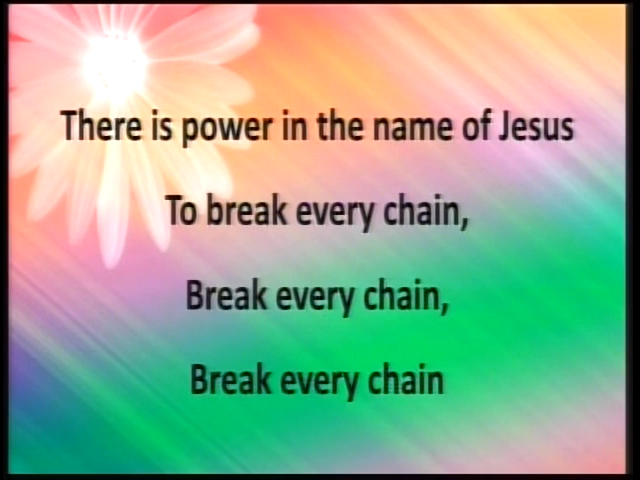 There is power in the name of Jesus
To break every chain,
Break every chain,
Break every chain